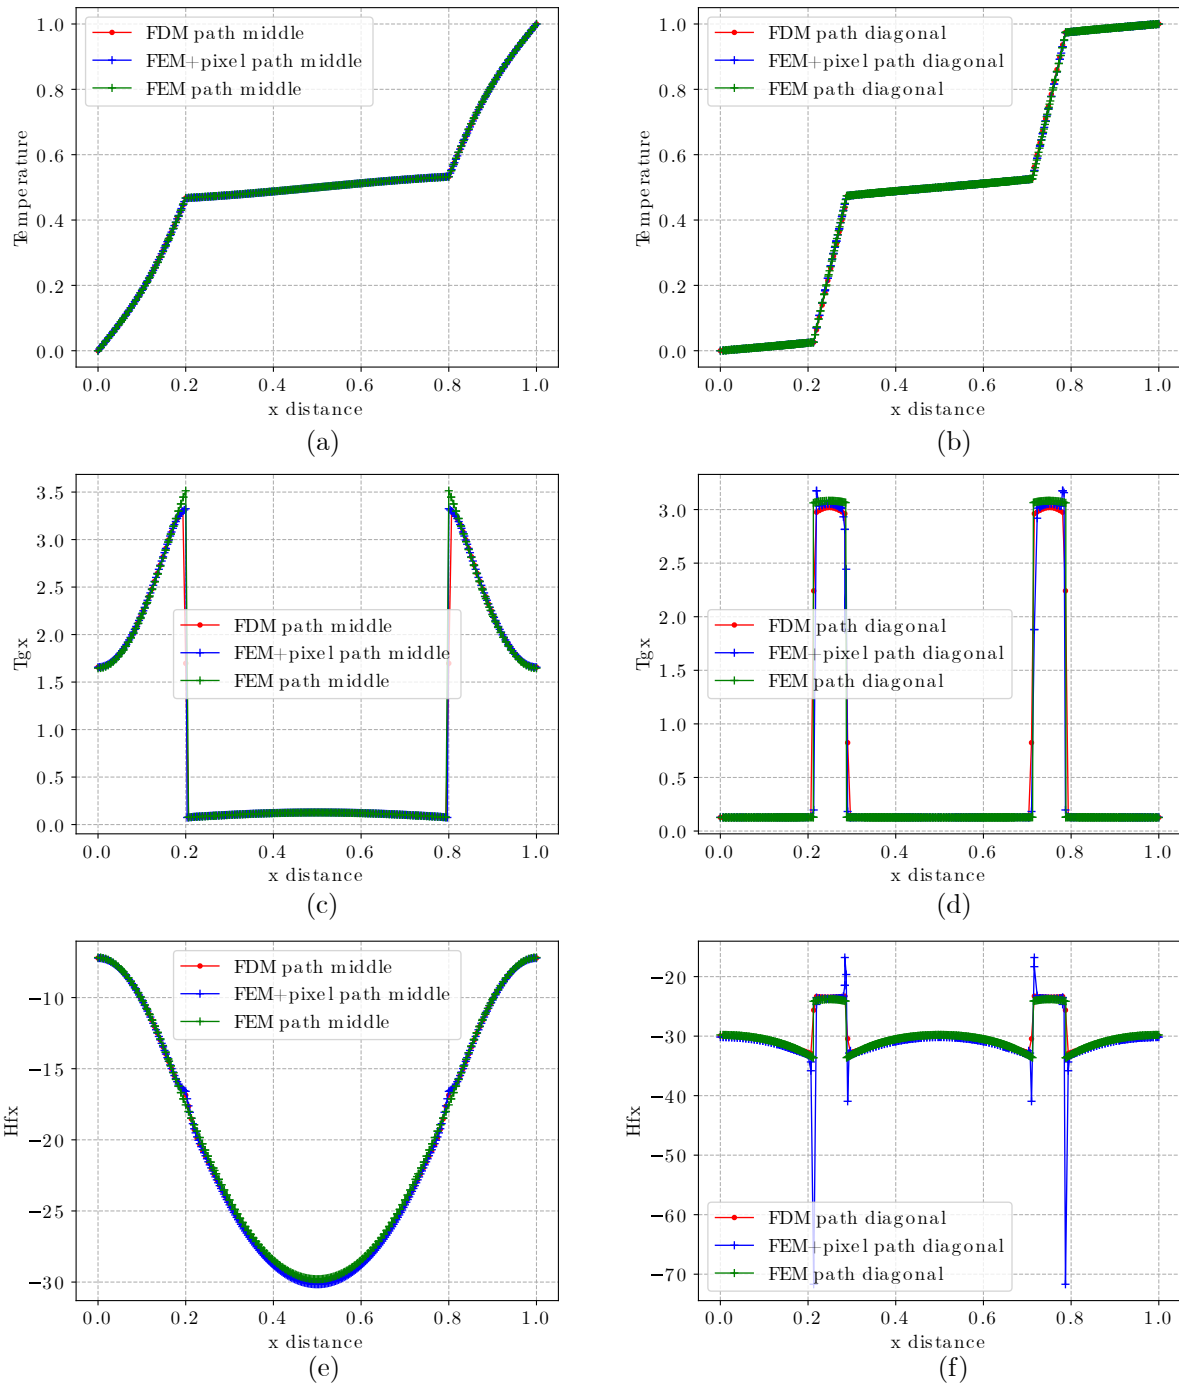 FDM path middle
FEM+pixel path middle
FEM path middle
Temperature
1.0
0.8
0.6
0.4
0.2
0.0
0.0 0.2 0.4 0.6 0.8 1.0
x distance
(a)
FDM path diagonal
FEM+pixel path diagonal
FEM path diagonal
Temperature
1.0
0.8
0.6
0.4
0.2
0.0
0.0 0.2 0.4 0.6 0.8 1.0
x distance
(b)
3.5
3.0
2.5
2.0
1.5
1.0
0.5
0.0
Tgx
FDM path middle
FEM+pixel path middle
FEM path middle
0.0 0.2 0.4 0.6 0.8 1.0
x distance
(c)
3.0
2.5
2.0
1.5
1.0
0.5
0.0
Tgx
FDM path diagonal
FEM+pixel path diagonal
FEM path diagonal
0.0 0.2 0.4 0.6 0.8 1.0
x distance
(d)
FDM path middle
FEM+pixel path middle
FEM path middle
−10
−15
−20
−25
−30
Hfx
0.0 0.2 0.4 0.6 0.8 1.0
x distance
(e)
−20
−30
−40
−50
−60
−70
Hfx
FDM path diagonal
FEM+pixel path diagonal
FEM path diagonal
0.0 0.2 0.4 0.6 0.8 1.0
x distance
(f)